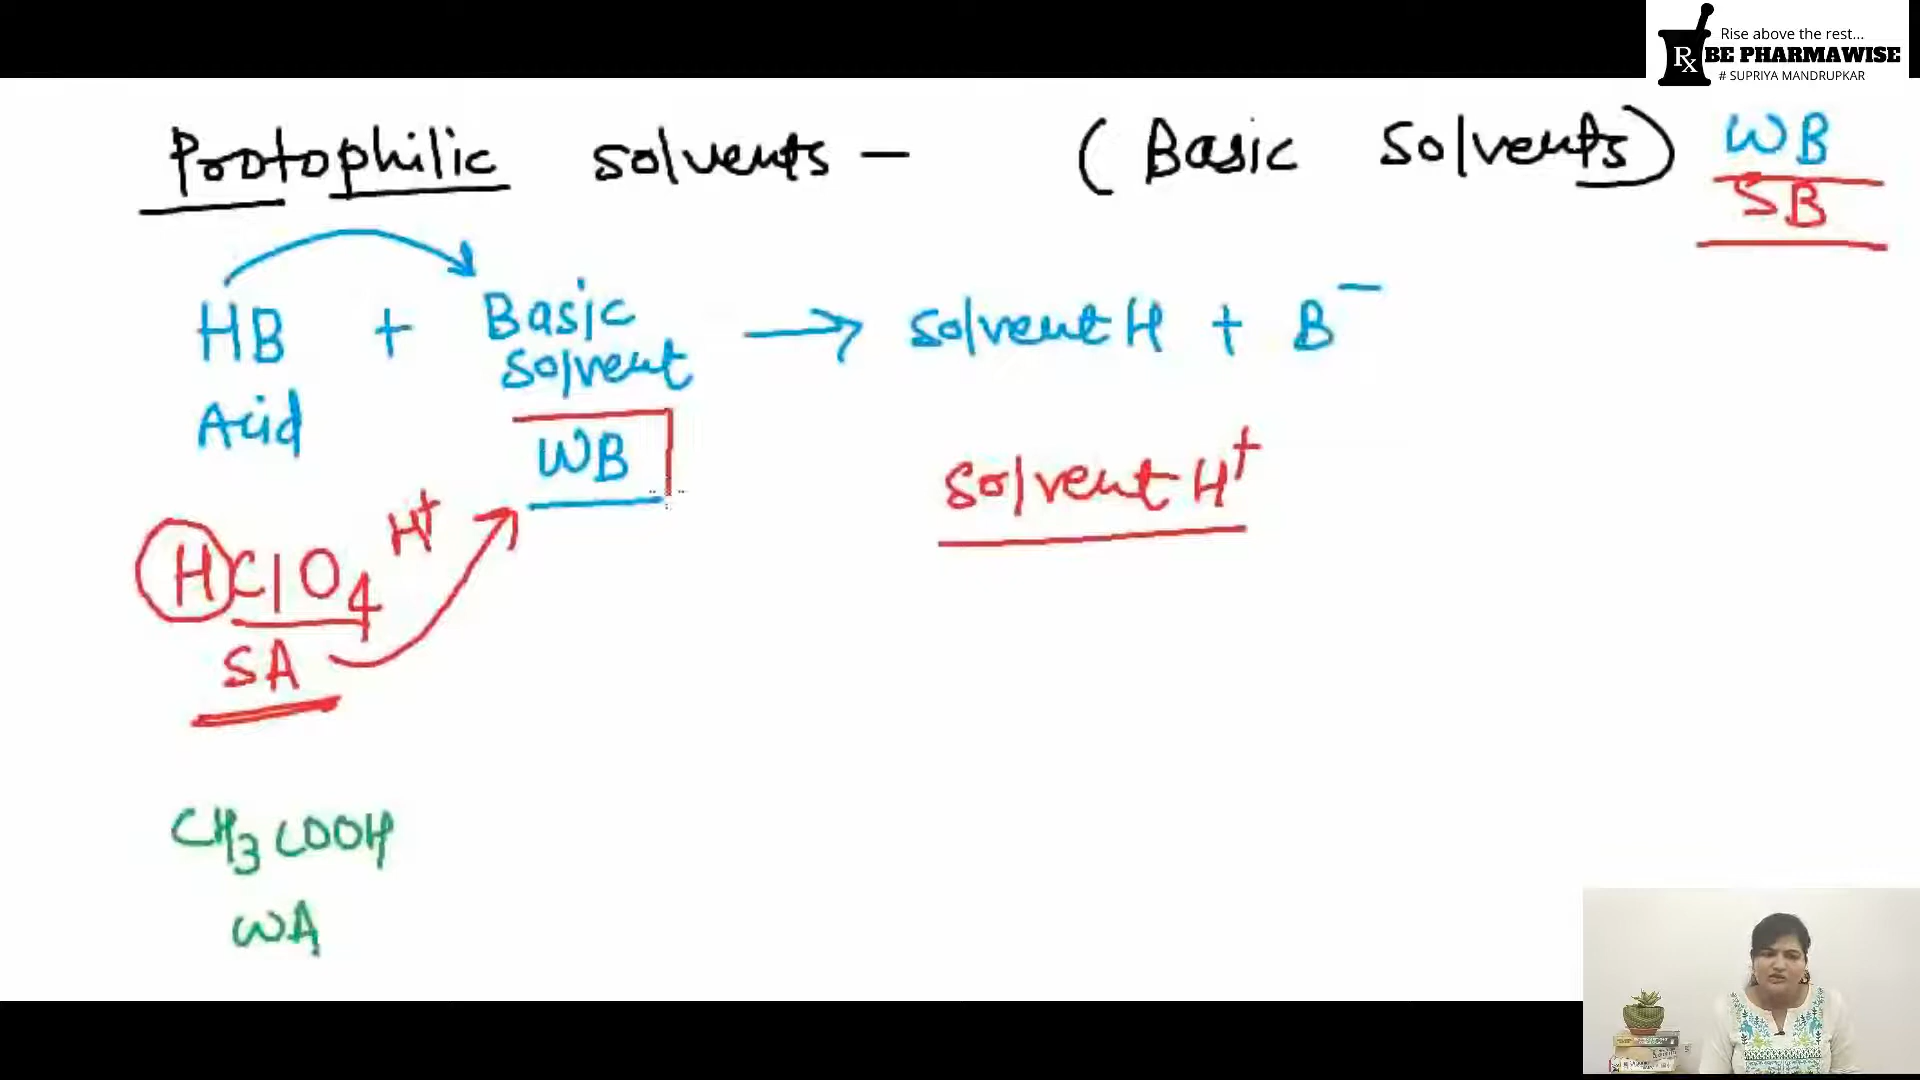 Rise above the rest...
Rx BE PHARMAWISE
# SUPRIYA MANDRUPKAR
Protophilic solvents — (Basic Solvents) WB
SB
HB + Basic solvent → solvent H + B⁻
Acid
WB
solvent H⁺
H⁺
HClO₄
SA
CH₃COOH
WA